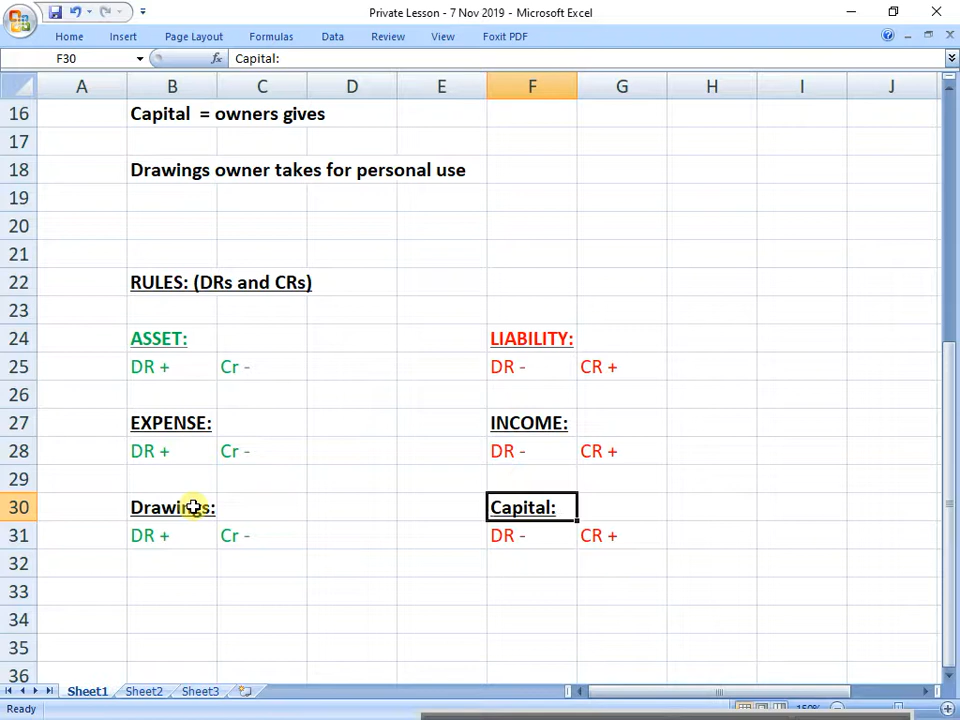 Private Lesson - 7 Nov 2019 - Microsoft Excel
Home Insert Page Layout Formulas Data Review View Foxit PDF
F30 fx Capital:
A B C D E F G H I J
16 Capital = owners gives
17
18 Drawings owner takes for personal use
19
20
21
22 RULES: (DRs and CRs)
23
24 ASSET: LIABILITY:
25 DR + Cr - DR - CR +
26
27 EXPENSE: INCOME:
28 DR + Cr - DR - CR +
29
30 Drawings: Capital:
31 DR + Cr - DR - CR +
32
33
34
35
36
Sheet1 Sheet2 Sheet3
Ready 150%